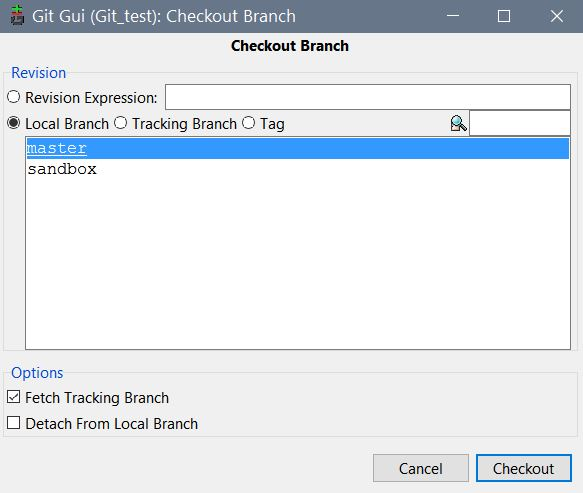 Git Gui (Git_test): Checkout Branch
Checkout Branch
Revision
Revision Expression:
Local Branch Tracking Branch Tag
master
sandbox
Options
Fetch Tracking Branch
Detach From Local Branch
Cancel Checkout